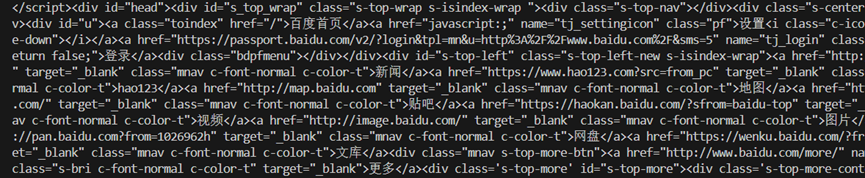 </script><div id="head"><div id="s_top_wrap" class="s-top-wrap s-isindex-wrap "><div class="s-top-nav"></div><div class="s-center
v><div id="u"><a class="toindex" href="/">百度首页</a><a href="javascript:;" name="tj_settingicon" class="pf">设置<i class="c-ico
e-down"></i></a><a href="https://passport.baidu.com/v2/?login&tpl=mn&u=http%3A%2F%2Fwww.baidu.com%2F&sms=5" name="tj_login" class
eturn false;">登录</a><div class="bdpfmenu"></div></div><div id="s-top-left" class="s-top-left-new s-isindex-wrap"><a href="http:
" target="_blank" class="mnav c-font-normal c-color-t">新闻</a><a href="https://www.hao123.com?src=from_pc" target="_blank" clas
rmal c-color-t">hao123</a><a href="http://map.baidu.com" target="_blank" class="mnav c-font-normal c-color-t">地图</a><a href="ht
.com/" target="_blank" class="mnav c-font-normal c-color-t">贴吧</a><a href="https://haokan.baidu.com/?sfrom=baidu-top" target="_
av c-font-normal c-color-t">视频</a><a href="http://image.baidu.com/" target="_blank" class="mnav c-font-normal c-color-t">图片</
://pan.baidu.com?from=1026962h" target="_blank" class="mnav c-font-normal c-color-t">网盘</a><a href="https://wenku.baidu.com/?fr
et="_blank" class="mnav c-font-normal c-color-t">文库</a><div class="mnav s-top-more-btn"><a href="http://www.baidu.com/more/" na
class="s-bri c-font-normal c-color-t" target="_blank">更多</a><div class='s-top-more' id="s-top-more"><div class='s-top-more-cont